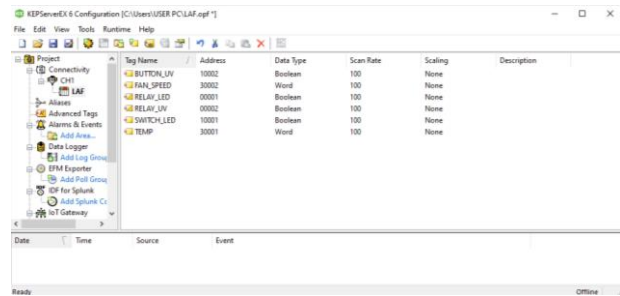 KEPServerEX 6 Configuration [C:\Users\USER PC\LAF.opf *]
File Edit View Tools Runtime Help
Project
Connectivity
CH1
LAF
Aliases
Advanced Tags
Alarms & Events
Add Area...
Data Logger
Add Log Group
EFM Exporter
Add Poll Group
IDF for Splunk
Add Splunk Co
IoT Gateway
Tag Name / Address Data Type Scan Rate Scaling Description
BUTTON_UV 10002 Boolean 100 None
FAN_SPEED 30002 Word 100 None
RELAY_LED 00001 Boolean 100 None
RELAY_UV 00002 Boolean 100 None
SWITCH_LED 10001 Boolean 100 None
TEMP 30001 Word 100 None
Date Time Source Event
Ready Offline